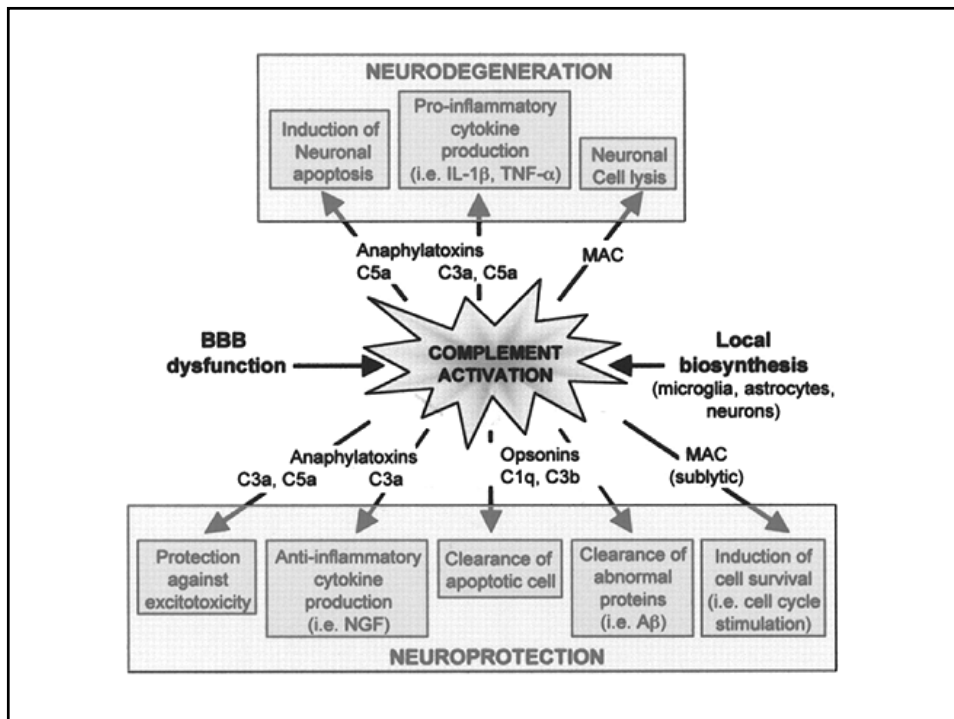 NEURODEGENERATION
Induction of
Neuronal
apoptosis
Pro-inflammatory
cytokine
production
(i.e. IL-1β, TNF-α)
Neuronal
Cell lysis
Anaphylatoxins
C5a
C3a, C5a
MAC
BBB
dysfunction
COMPLEMENT
ACTIVATION
Local
biosynthesis
(microglia, astrocytes,
neurons)
Anaphylatoxins
C3a, C5a
C3a
Opsonins
C1q, C3b
MAC
(sublytic)
Protection
against
excitotoxicity
Anti-inflammatory
cytokine
production
(i.e. NGF)
Clearance of
apoptotic cell
Clearance of
abnormal
proteins
(i.e. Aβ)
Induction
of cell survival
(i.e. cell cycle
stimulation)
NEUROPROTECTION